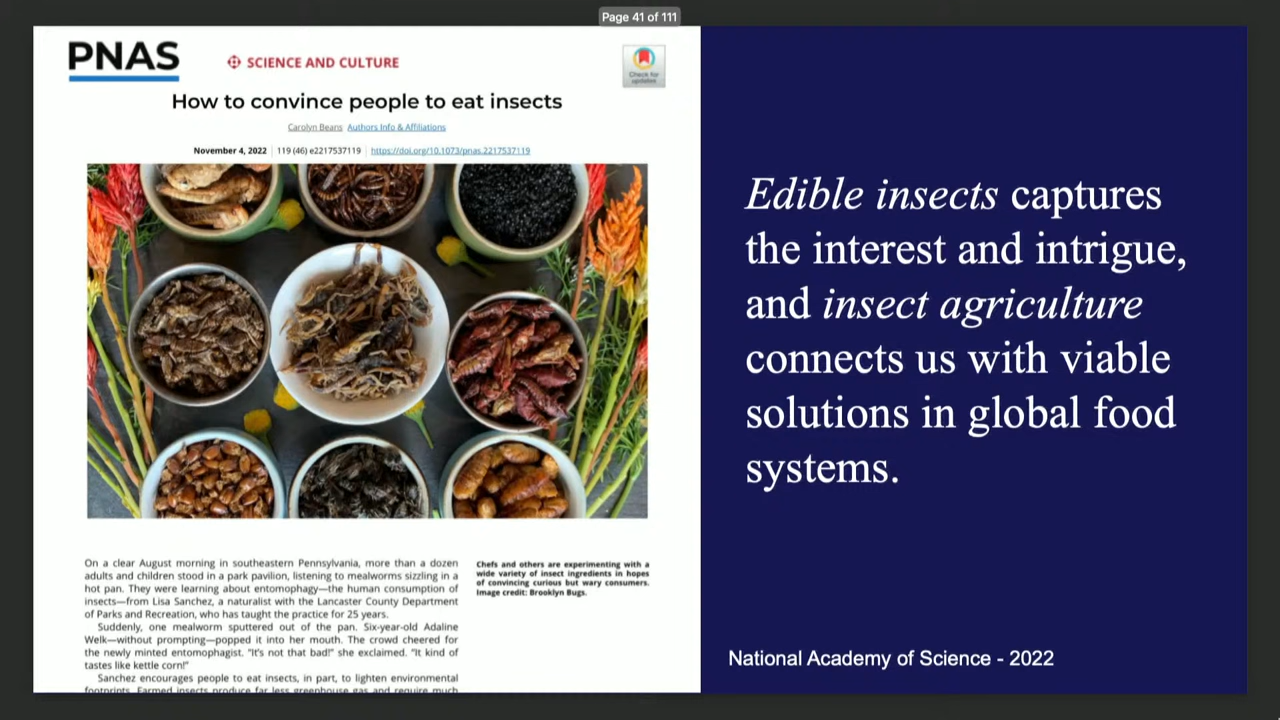 Page 41 of 111
PNAS
SCIENCE AND CULTURE
Check for
updates
How to convince people to eat insects
Carolyn Beans Authors Info & Affiliations
November 4, 2022 | 119 (46) e2217537119 | https://doi.org/10.1073/pnas.2217537119
On a clear August morning in southeastern Pennsylvania, more than a dozen
adults and children stood in a park pavilion, listening to mealworms sizzling in a
hot pan. They were learning about entomophagy—the human consumption of
insects—from Lisa Sanchez, a naturalist with the Lancaster County Department
of Parks and Recreation, who has taught the practice for 25 years.
Suddenly, one mealworm sputtered out of the pan. Six-year-old Adaline
Welk—without prompting—popped it into her mouth. The crowd cheered for
the newly minted entomophagist. "It's not that bad!" she exclaimed. "It kind of
tastes like kettle corn!"
Sanchez encourages people to eat insects, in part, to lighten environmental
footprints. Farmed insects produce far less greenhouse gas and require much
Chefs and others are experimenting with a
wide variety of insect ingredients in hopes
of convincing curious but wary consumers.
Image credit: Brooklyn Bugs.
Edible insects captures
the interest and intrigue,
and insect agriculture
connects us with viable
solutions in global food
systems.
National Academy of Science - 2022